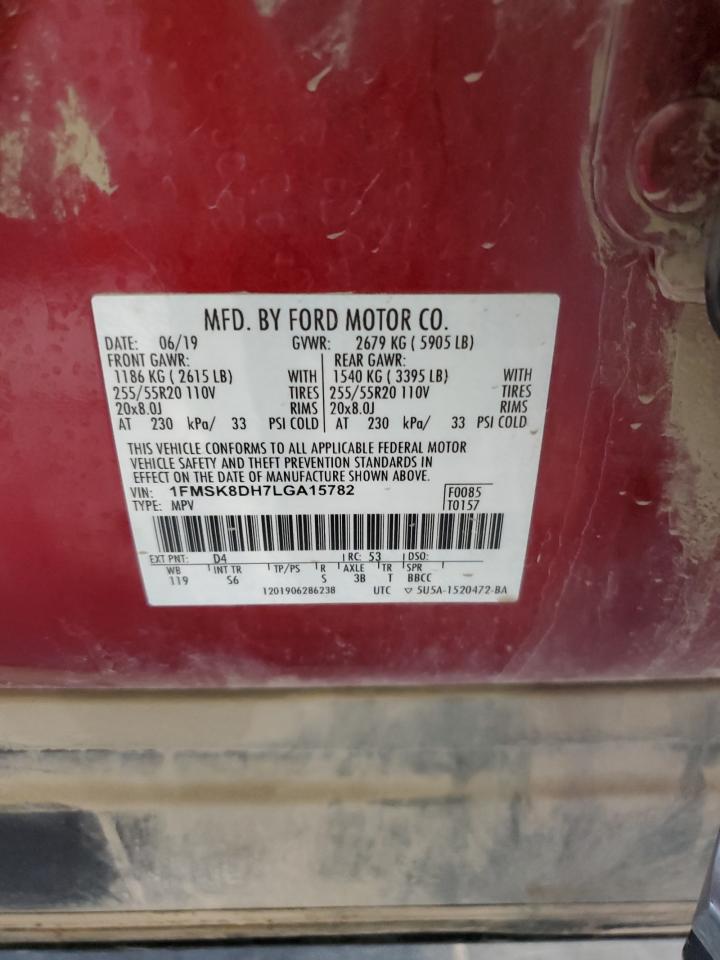 MFD. BY FORD MOTOR CO.
DATE: 06/19 GVWR: 2679 KG ( 5905 LB)
FRONT GAWR: REAR GAWR:
1186 KG ( 2615 LB) WITH 1540 KG ( 3395 LB) WITH
255/55R20 110V TIRES 255/55R20 110V TIRES
20x8.0J RIMS 20x8.0J RIMS
AT 230 kPa/ 33 PSI COLD AT 230 kPa/ 33 PSI COLD
THIS VEHICLE CONFORMS TO ALL APPLICABLE FEDERAL MOTOR
VEHICLE SAFETY AND THEFT PREVENTION STANDARDS IN
EFFECT ON THE DATE OF MANUFACTURE SHOWN ABOVE.
VIN: 1FMSK8DH7LGA15782 F0085
TYPE: MPV T0157
EXT PNT: D4 RC: 53 DSO:
WB INT TR TP/PS R AXLE TR SPR
119 S6 S 3B T BBCC
1201906286238 UTC ▽ 5U5A-1520472-BA